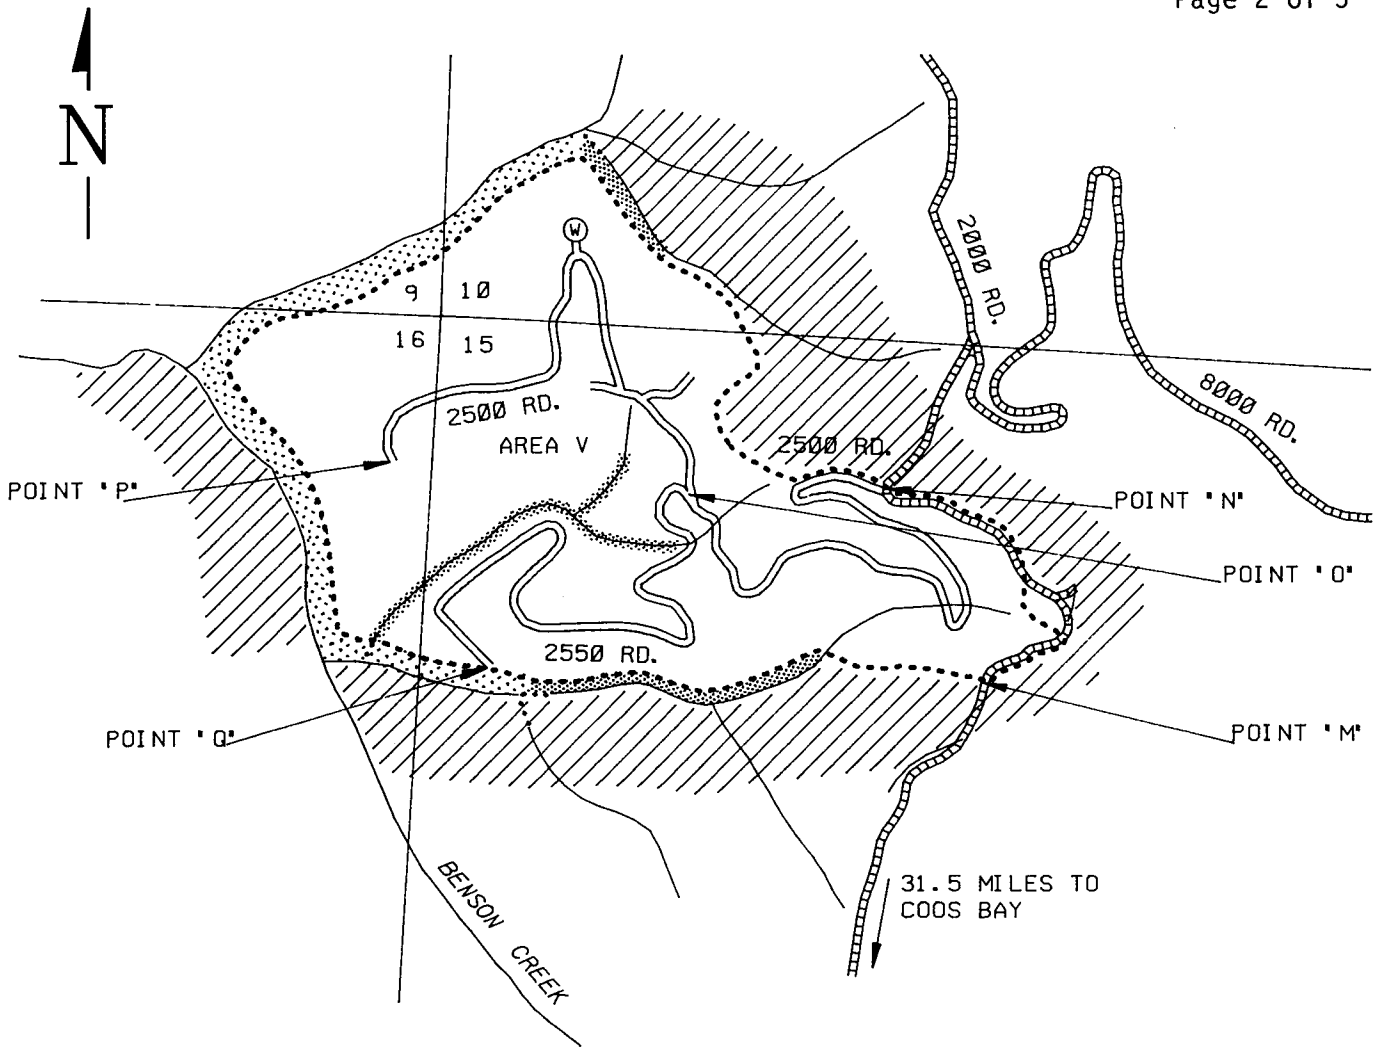 Page 2 of 5
N
W
2000 RD.
9 10
16 15
8000 RD.
2500 RD.
AREA V
2500 RD.
POINT "P"
POINT "N"
POINT "O"
2550 RD.
POINT "Q"
POINT "M"
BENSON CREEK
31.5 MILES TO
COOS BAY